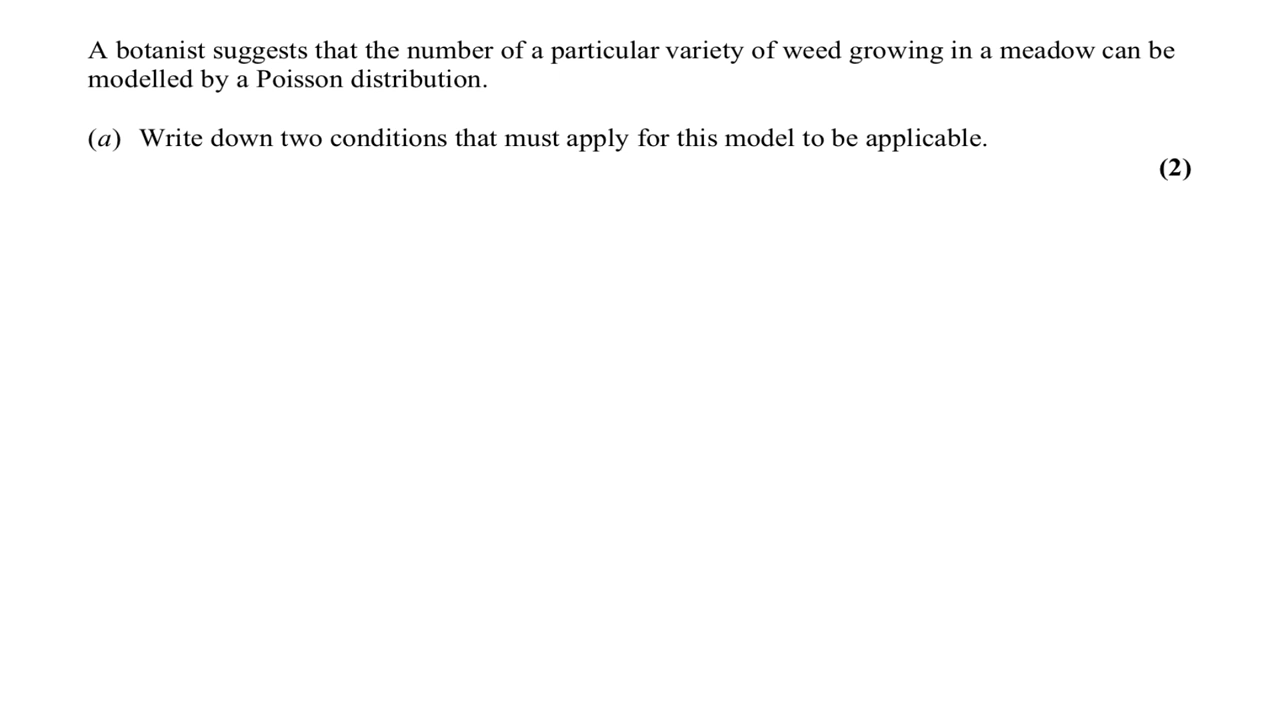 A botanist suggests that the number of a particular variety of weed growing in a meadow can be
modelled by a Poisson distribution.
(a) Write down two conditions that must apply for this model to be applicable.
(2)